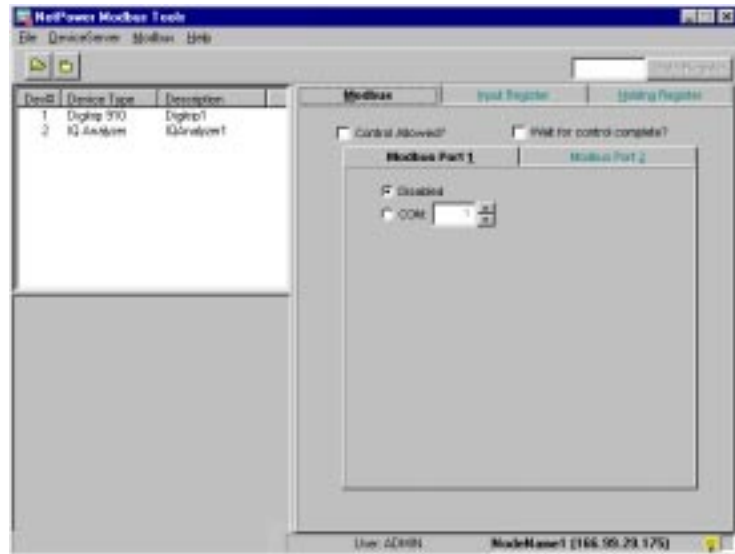 NetPower Modbus Tools
File DeviceServer Modbus Help
Dev# Device Type Description
1 Digitrip 910 Digitrip1
2 IQ Analyzer IQAnalyzer1
Modbus Input Register Holding Register
Control Allowed? Wait for control complete?
Modbus Port 1 Modbus Port 2
Disabled
COM: 1
User: ADMIN NodeName1 (166.99.29.175)